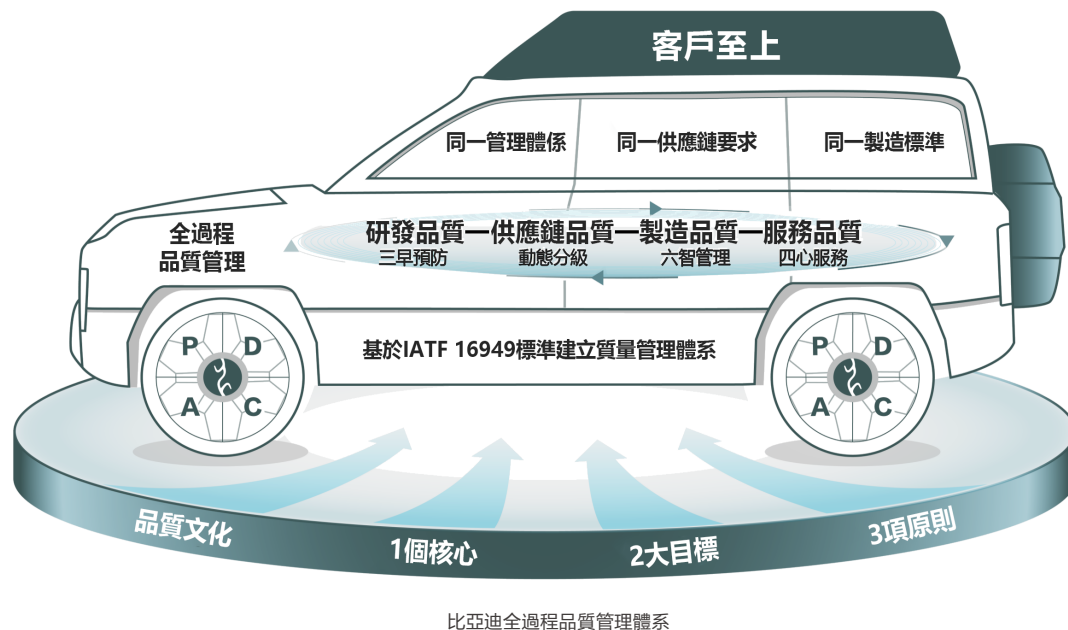 客戶至上
同一管理體係
同一供應鏈要求
同一製造標準
全過程
品質管理
研發品質—供應鏈品質—製造品質—服務品質
三早預防
動態分級
六智管理
四心服務
基於IATF 16949標準建立質量管理體系
P D
A C
P D
A C
品質文化
1個核心
2大目標
3項原則
比亞迪全過程品質管理體系